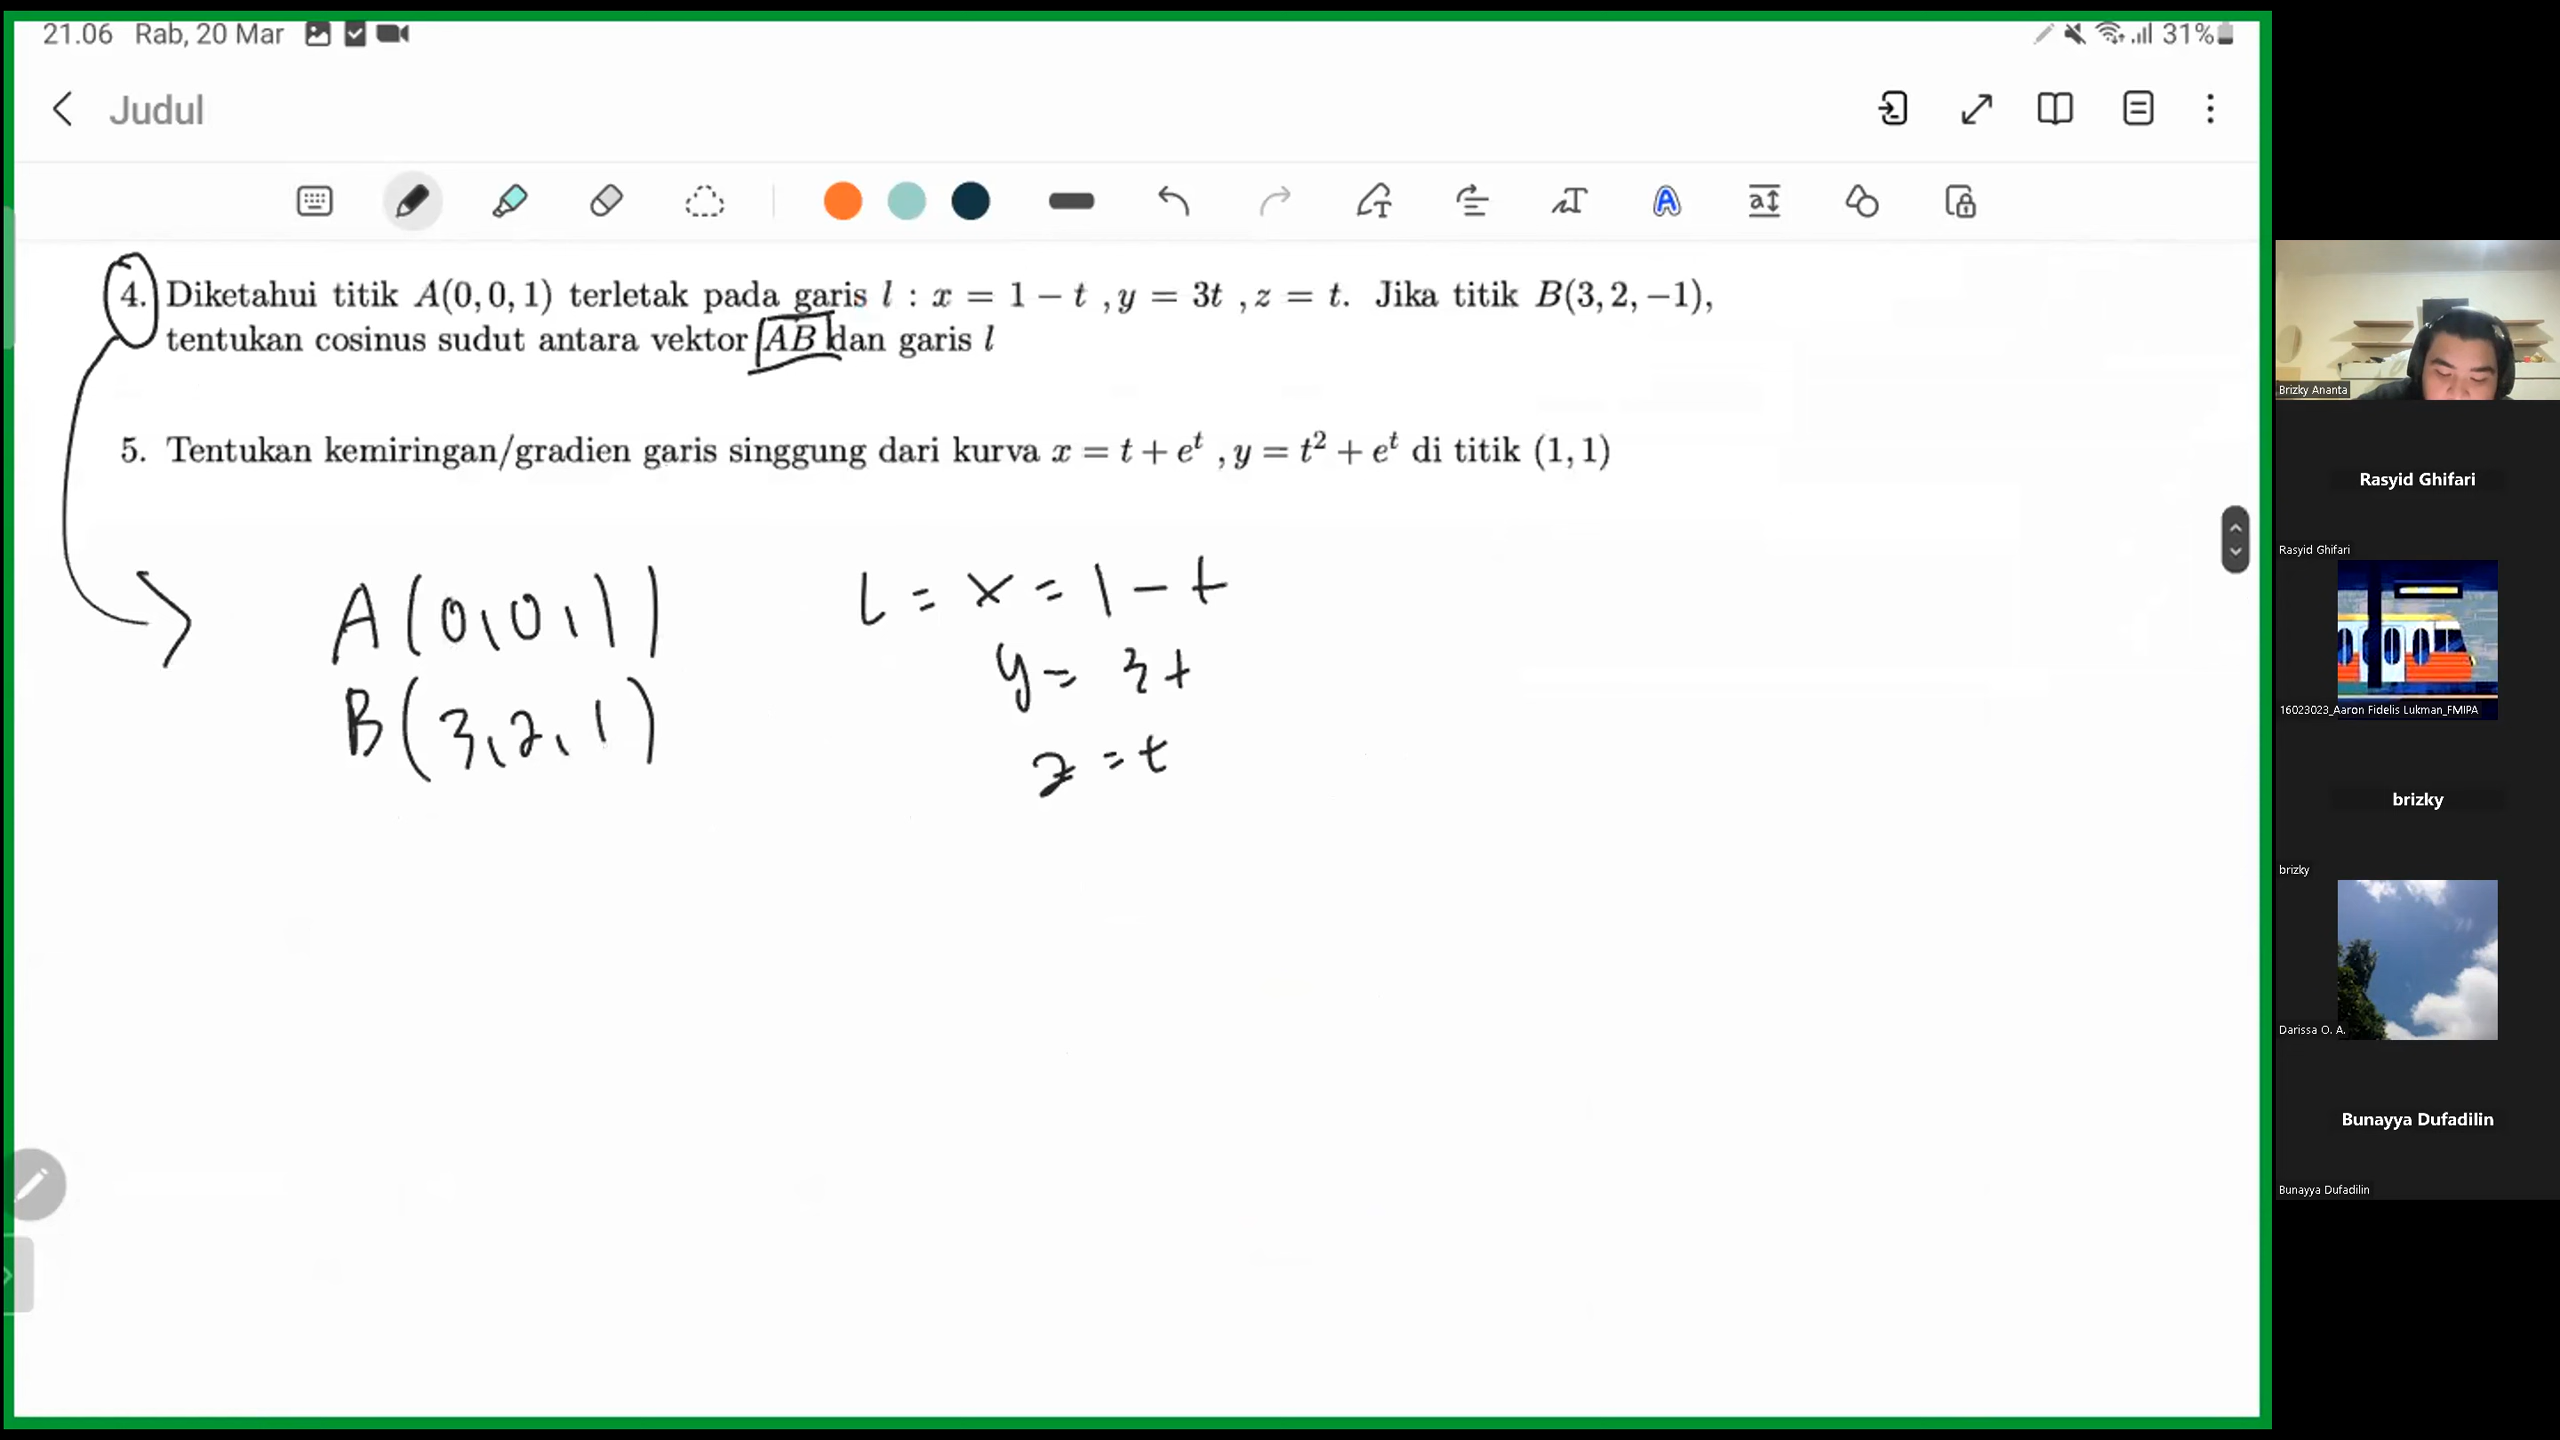 21.06 Rab, 20 Mar
31%
Judul
4. Diketahui titik A(0, 0, 1) terletak pada garis l : x = 1 − t , y = 3t , z = t. Jika titik B(3, 2, −1),
tentukan cosinus sudut antara vektor AB dan garis l
5. Tentukan kemiringan/gradien garis singgung dari kurva x = t + e^t , y = t² + e^t di titik (1, 1)
A(0,0,1)
B(3,2,1)
L = x = 1 − t
y = 3t
z = t
Brizky Ananta
Rasyid Ghifari
Rasyid Ghifari
16023023_Aaron Fidelis Lukman_FMIPA
brizky
brizky
Darissa O. A.
Bunayya Dufadilin
Bunayya Dufadilin